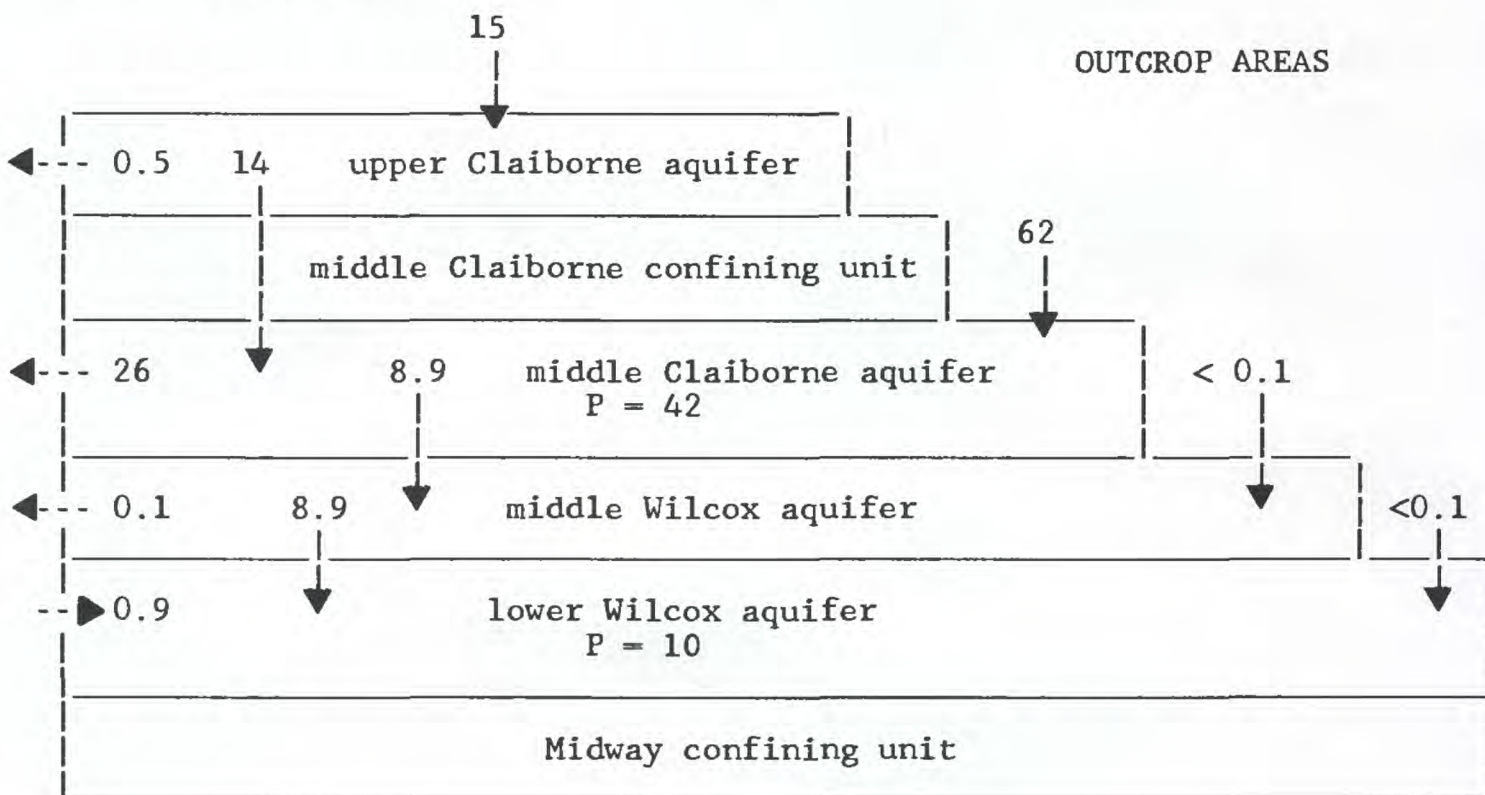 15
OUTCROP AREAS
0.5 14 upper Claiborne aquifer
62
middle Claiborne confining unit
26 8.9 middle Claiborne aquifer < 0.1
P = 42
0.1 8.9 middle Wilcox aquifer <0.1
0.9 lower Wilcox aquifer
P = 10
Midway confining unit